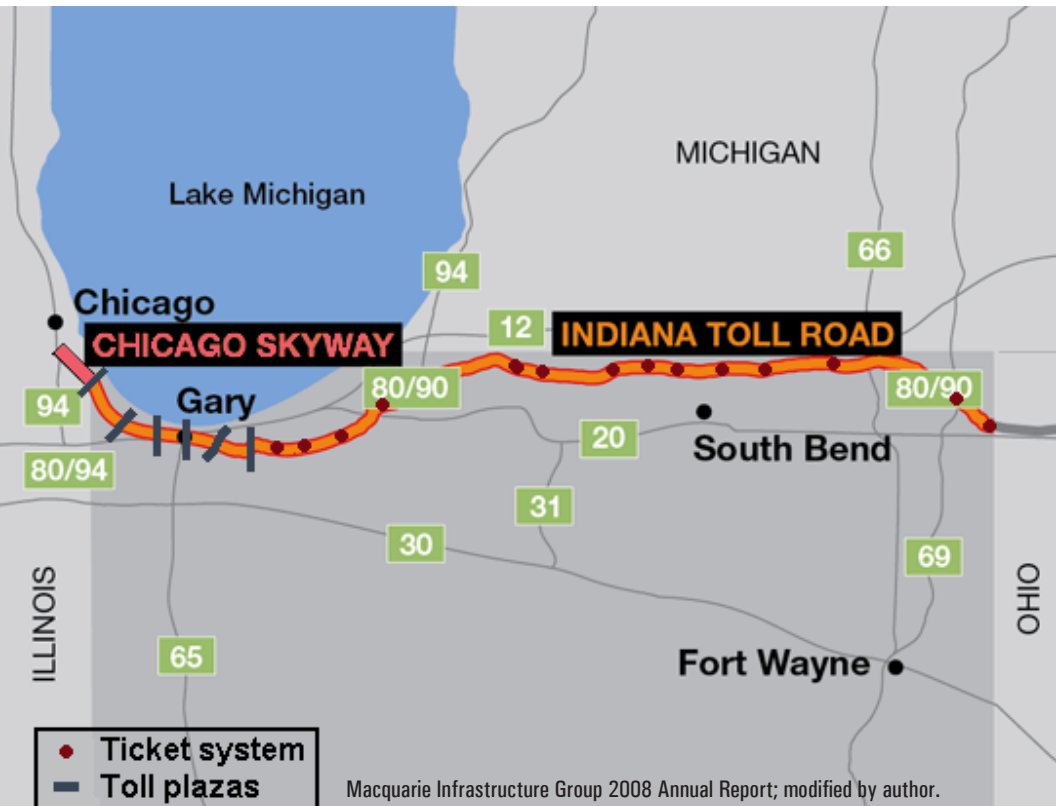 MICHIGAN
Lake Michigan
66
94
Chicago
12
INDIANA TOLL ROAD
CHICAGO SKYWAY
80/90
80/90
Gary
94
South Bend
20
80/94
31
30
69
ILLINOIS
OHIO
65
Fort Wayne
Ticket system
Toll plazas
Macquarie Infrastructure Group 2008 Annual Report; modified by author.